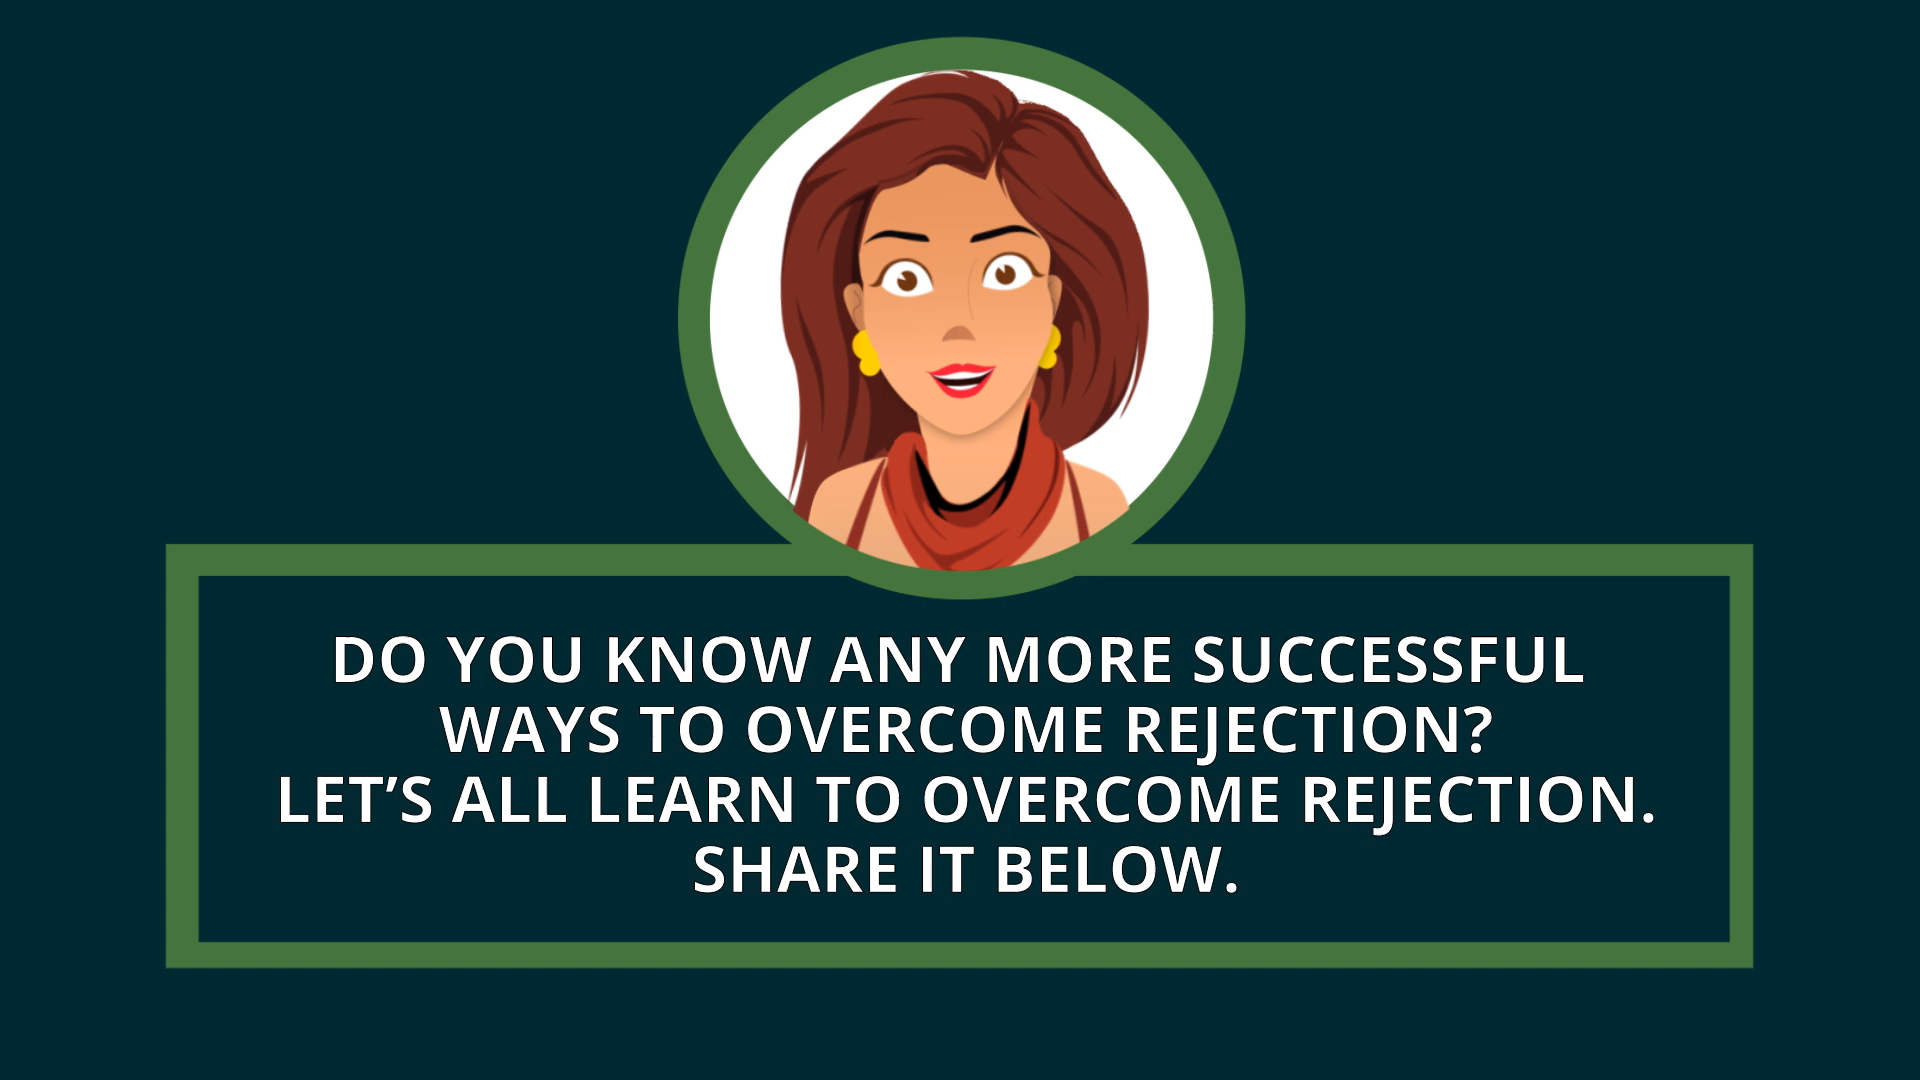 DO YOU KNOW ANY MORE SUCCESSFUL
WAYS TO OVERCOME REJECTION?
LET’S ALL LEARN TO OVERCOME REJECTION.
SHARE IT BELOW.